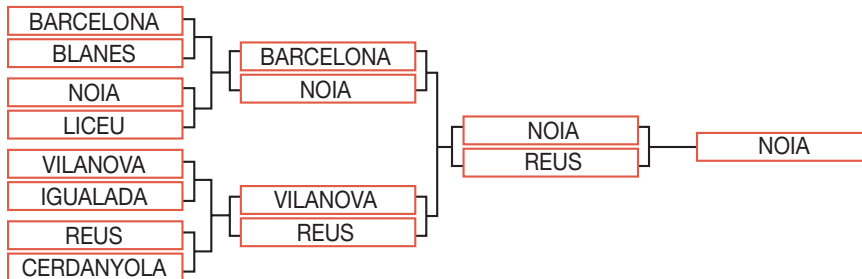 BARCELONA
BLANES
NOIA
LICEU
VILANOVA
IGUALADA
REUS
CERDANYOLA
BARCELONA
NOIA
VILANOVA
REUS
NOIA
REUS
NOIA